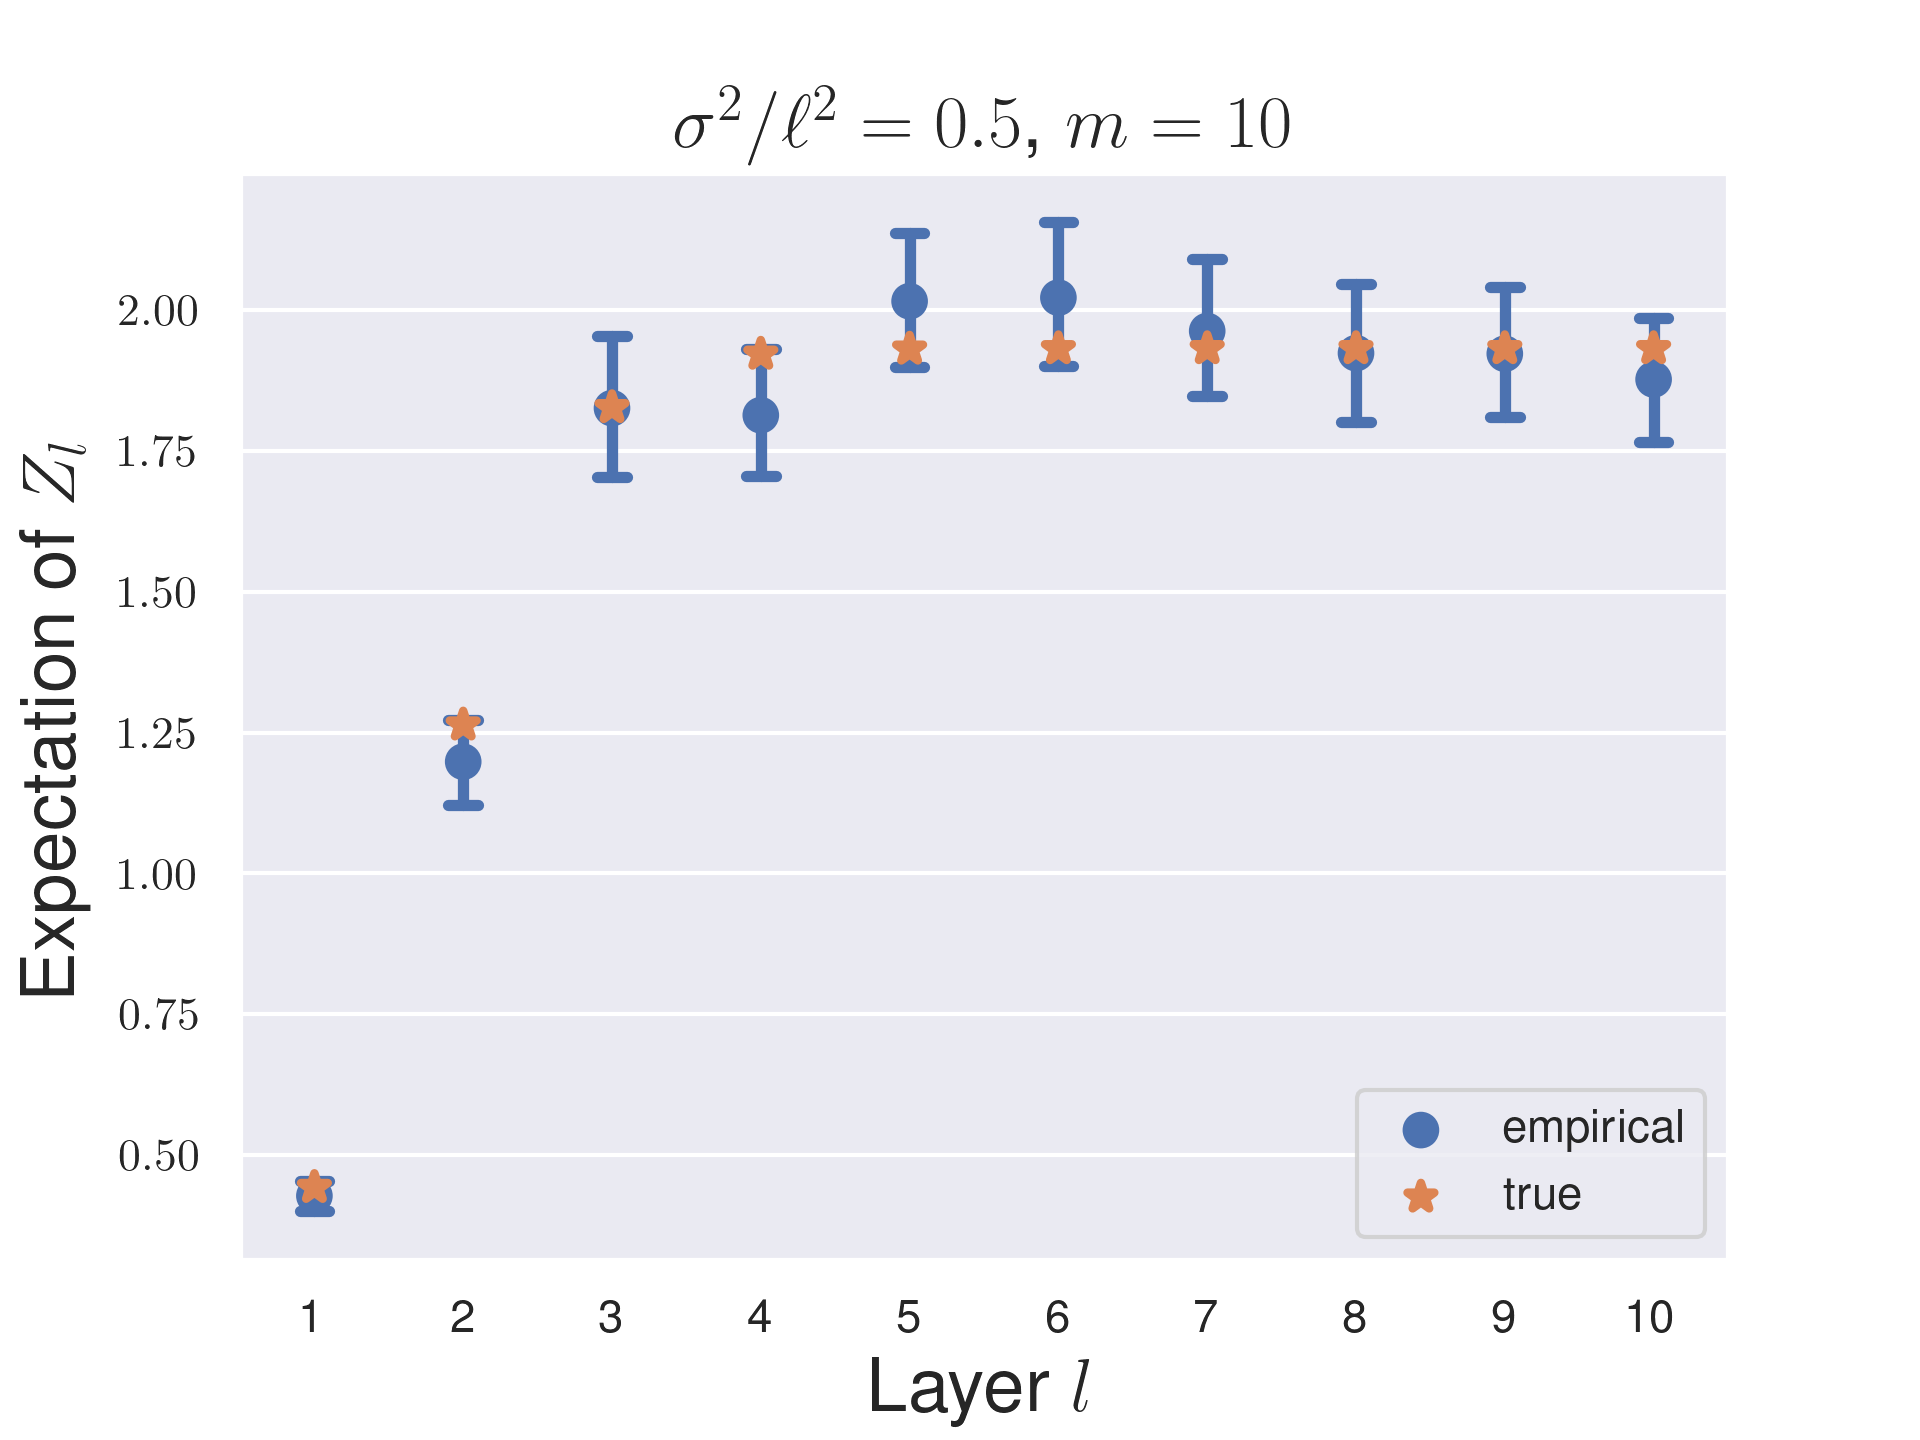 σ²/ℓ² = 0.5, m = 10
Expectation of Z_l
2.00
1.75
1.50
1.25
1.00
0.75
0.50
empirical
true
1 2 3 4 5 6 7 8 9 10
Layer l